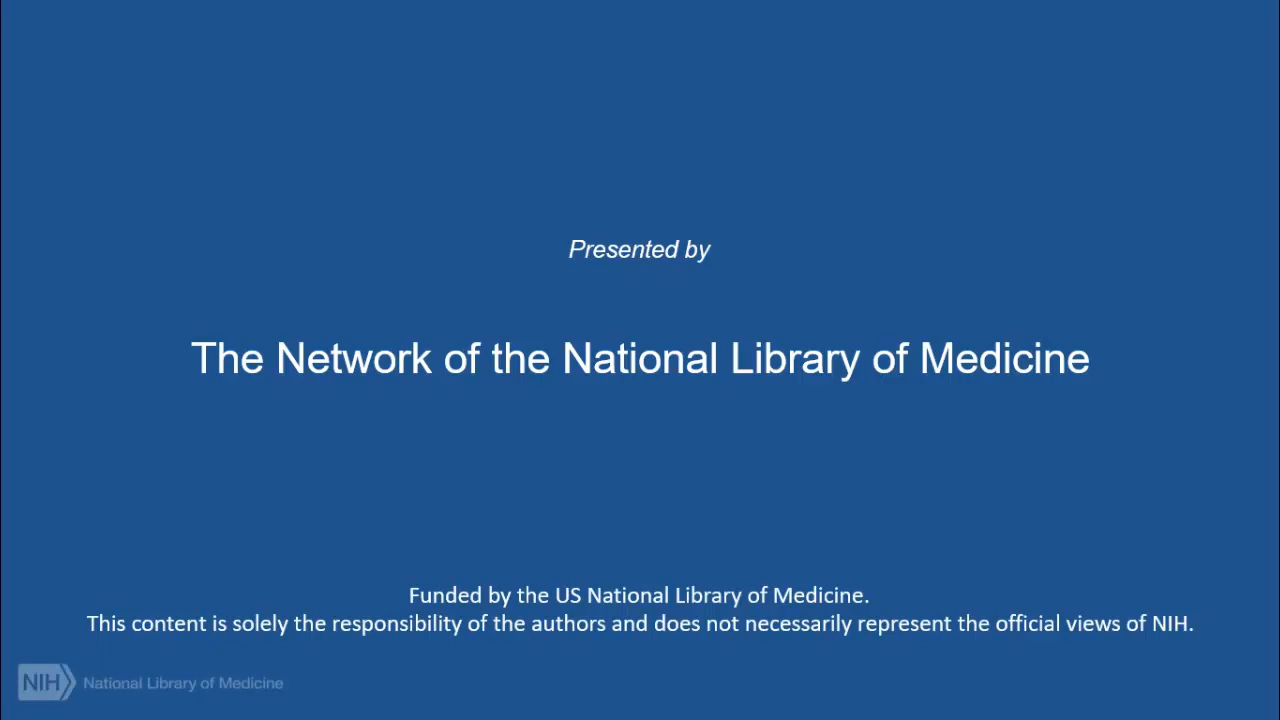 Presented by
The Network of the National Library of Medicine
Funded by the US National Library of Medicine.
This content is solely the responsibility of the authors and does not necessarily represent the official views of NIH.
NIH National Library of Medicine